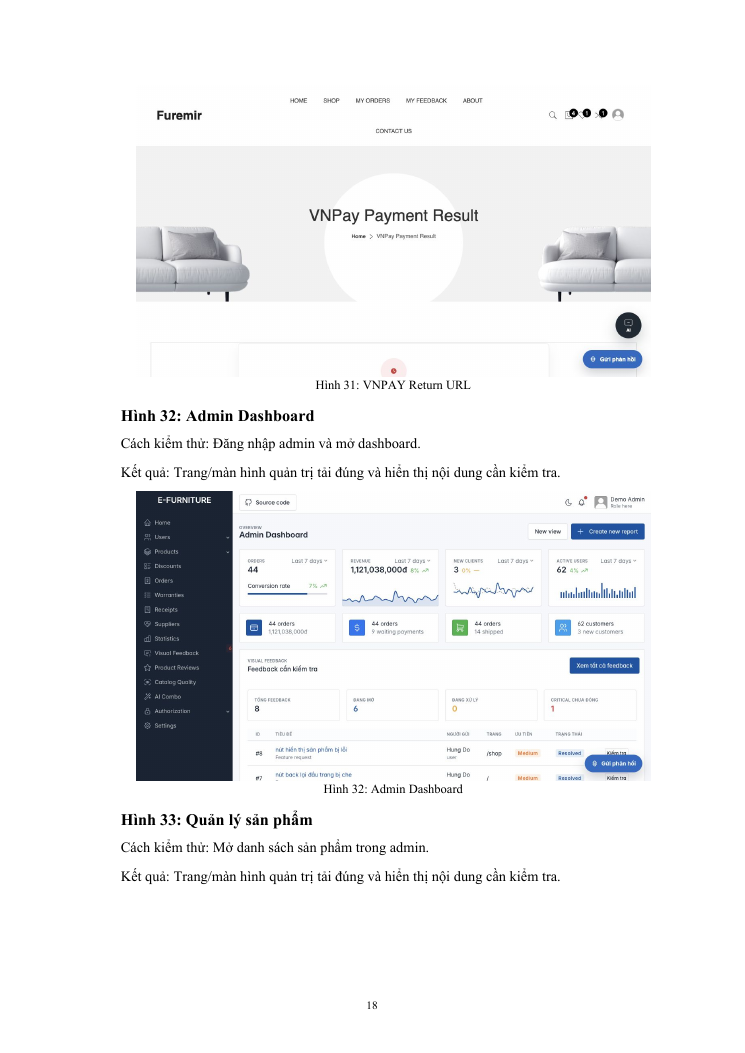 HOME SHOP MY ORDERS MY FEEDBACK ABOUT
Furemir
4 1 1
CONTACT US
VNPay Payment Result
Home > VNPay Payment Result
AI
Gửi phản hồi
Hình 31: VNPAY Return URL
Hình 32: Admin Dashboard
Cách kiểm thử: Đăng nhập admin và mở dashboard.
Kết quả: Trang/màn hình quản trị tải đúng và hiển thị nội dung cần kiểm tra.
E-FURNITURE
Source code
Demo Admin
Role here
Home
Users
Products
Discounts
Orders
Warranties
Receipts
Suppliers
Statistics
Visual Feedback
Product Reviews
Catalog Quality
AI Combo
Authorization
Settings
OVERVIEW
Admin Dashboard
New view + Create new report
ORDERS Last 7 days
44
Conversion rate 7%
REVENUE Last 7 days
1,121,038,000đ 8%
NEW CLIENTS Last 7 days
3 0% —
ACTIVE USERS Last 7 days
62 4%
44 orders
1,121,038,000đ
44 orders
9 waiting payments
44 orders
14 shipped
62 customers
3 new customers
VISUAL FEEDBACK
Feedback cần kiểm tra
Xem tất cả feedback
TỔNG FEEDBACK
8
ĐANG MỞ
6
ĐANG XỬ LÝ
0
CRITICAL CHƯA ĐÓNG
1
ID TIÊU ĐỀ NGƯỜI GỬI TRANG ƯU TIÊN TRẠNG THÁI
#8 nút hiển thị sản phẩm bị lỗi Hung Do /shop Medium Resolved Kiểm tra
Feature request user
Gửi phản hồi
#7 nút back lại đầu trang bị che Hung Do / Medium Resolved Kiểm tra
Hình 32: Admin Dashboard
Hình 33: Quản lý sản phẩm
Cách kiểm thử: Mở danh sách sản phẩm trong admin.
Kết quả: Trang/màn hình quản trị tải đúng và hiển thị nội dung cần kiểm tra.
18